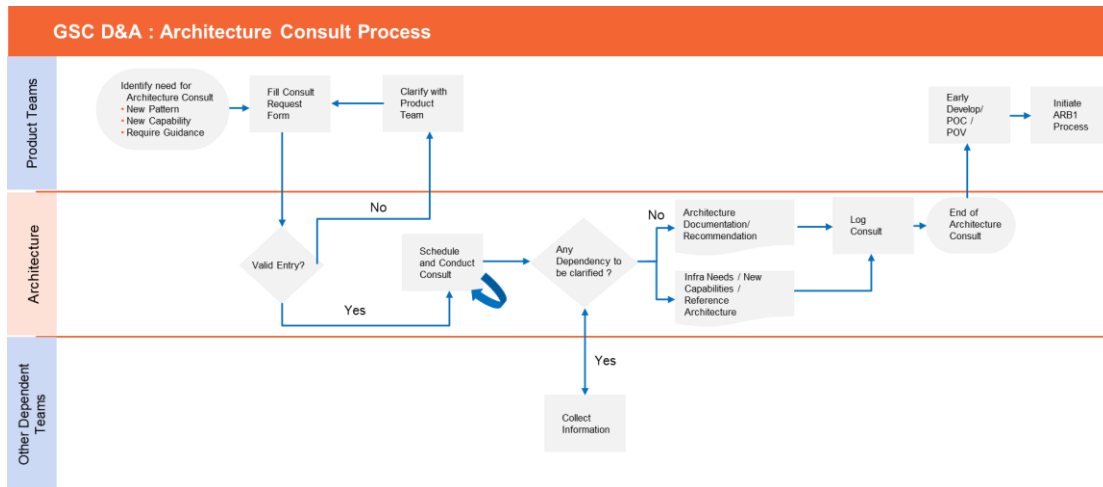 GSC D&A : Architecture Consult Process
Product Teams
Identify need for
Architecture Consult
• New Pattern
• New Capability
• Require Guidance
Fill Consult
Request
Form
Clarify with
Product
Team
Early
Develop/
POC /
POV
Initiate
ARB1
Process
Architecture
Valid Entry?
No
Yes
Schedule
and Conduct
Consult
Any
Dependency to
be clarified ?
No
Architecture
Documentation/
Recommendation
Infra Needs / New
Capabilities /
Reference
Architecture
Log
Consult
End of
Architecture
Consult
Other Dependent
Teams
Yes
Collect
Information